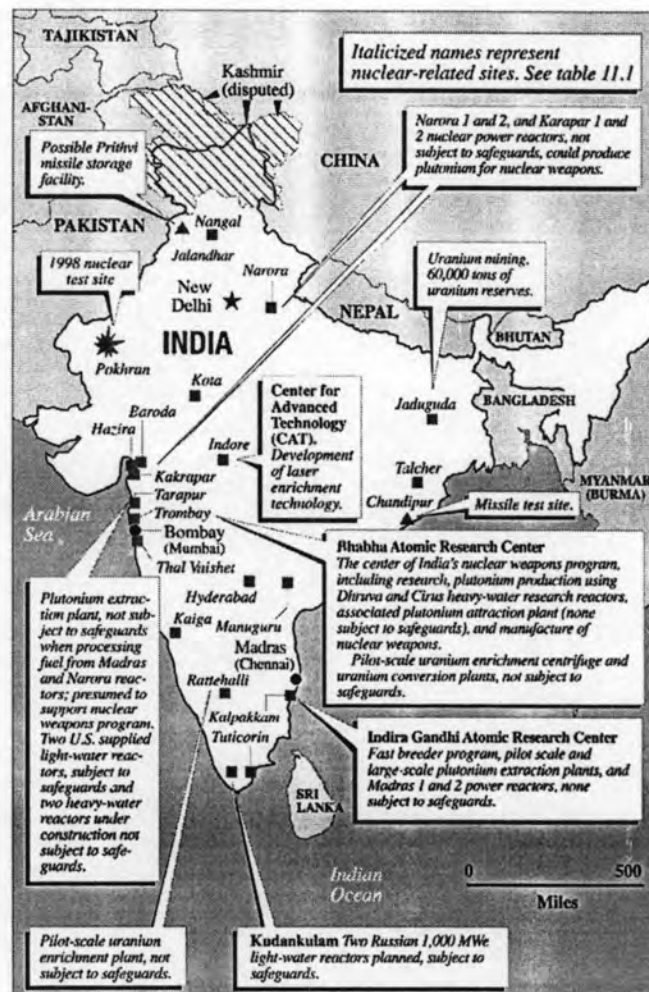 TAJIKISTAN
Italicized names represent
nuclear-related sites. See table 11.1
Kashmir
(disputed)
AFGHANI-
STAN
Possible Prithvi
missile storage
facility.
Narora 1 and 2, and Karapar 1 and
2 nuclear power reactors, not
subject to safeguards, could produce
plutonium for nuclear weapons.
CHINA
PAKISTAN
Nangal
Jalandhar
1998 nuclear
test site
New
Delhi
Narora
Uranium mining.
60,000 tons of
uranium reserves.
NEPAL
BHUTAN
INDIA
Pokhran
Kota
Baroda
Hazira
Center for
Advanced
Technology
(CAT).
Development
of laser
enrichment
technology.
Indore
Jaduguda
BANGLADESH
Kakrapar
Talcher
MYANMAR
(BURMA)
Tarapur
Chandipur
Missile test site.
Arabian
Sea
Trombay
Bombay
(Mumbai)
Thal Vaishet
Bhabha Atomic Research Center
The center of India's nuclear weapons program,
including research, plutonium production using
Dhruva and Cirus heavy-water research reactors,
associated plutonium attraction plant (none
subject to safeguards), and manufacture of
nuclear weapons.
Pilot-scale uranium enrichment centrifuge and
uranium conversion plants, not subject to
safeguards.
Plutonium extrac-
tion plant, not sub-
ject to safeguards
when processing
fuel from Madras
and Narora reac-
tors; presumed to
support nuclear
weapons program.
Two U.S. supplied
light-water reac-
tors, subject to
safeguards and
two heavy-water
reactors under
construction not
subject to safe-
guards.
Hyderabad
Manuguru
Kaiga
Madras
(Chennai)
Rattehalli
Kalpakkam
Tuticorin
Indira Gandhi Atomic Research Center
Fast breeder program, pilot scale and
large-scale plutonium extraction plants, and
Madras 1 and 2 power reactors, none
subject to safeguards.
SRI
LANKA
Indian
Ocean
0 500
Miles
Pilot-scale uranium
enrichment plant, not
subject to safeguards.
Kudankulam Two Russian 1,000 MWe
light-water reactors planned, subject to
safeguards.